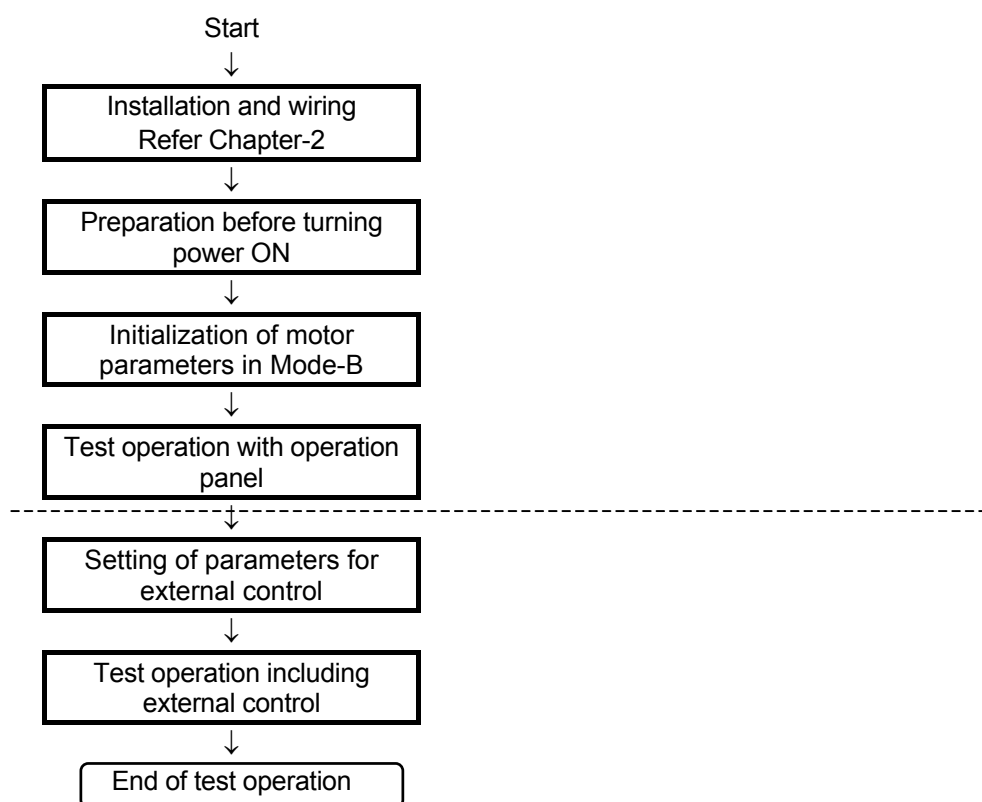 Start
Installation and wiring
Refer Chapter-2
Preparation before turning
power ON
Initialization of motor
parameters in Mode-B
Test operation with operation
panel
Setting of parameters for
external control
Test operation including
external control
End of test operation